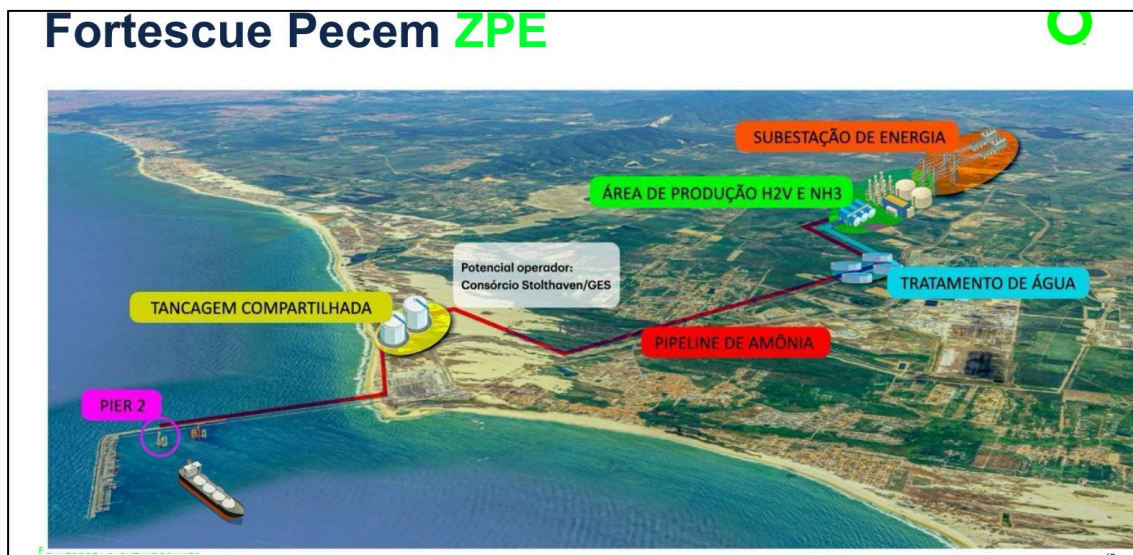 Fortescue Pecem ZPE
SUBESTAÇÃO DE ENERGIA
ÁREA DE PRODUÇÃO H2V E NH3
Potencial operador:
Consórcio Stolthaven/GES
TRATAMENTO DE ÁGUA
TANCAGEM COMPARTILHADA
PIPELINE DE AMÔNIA
PIER 2